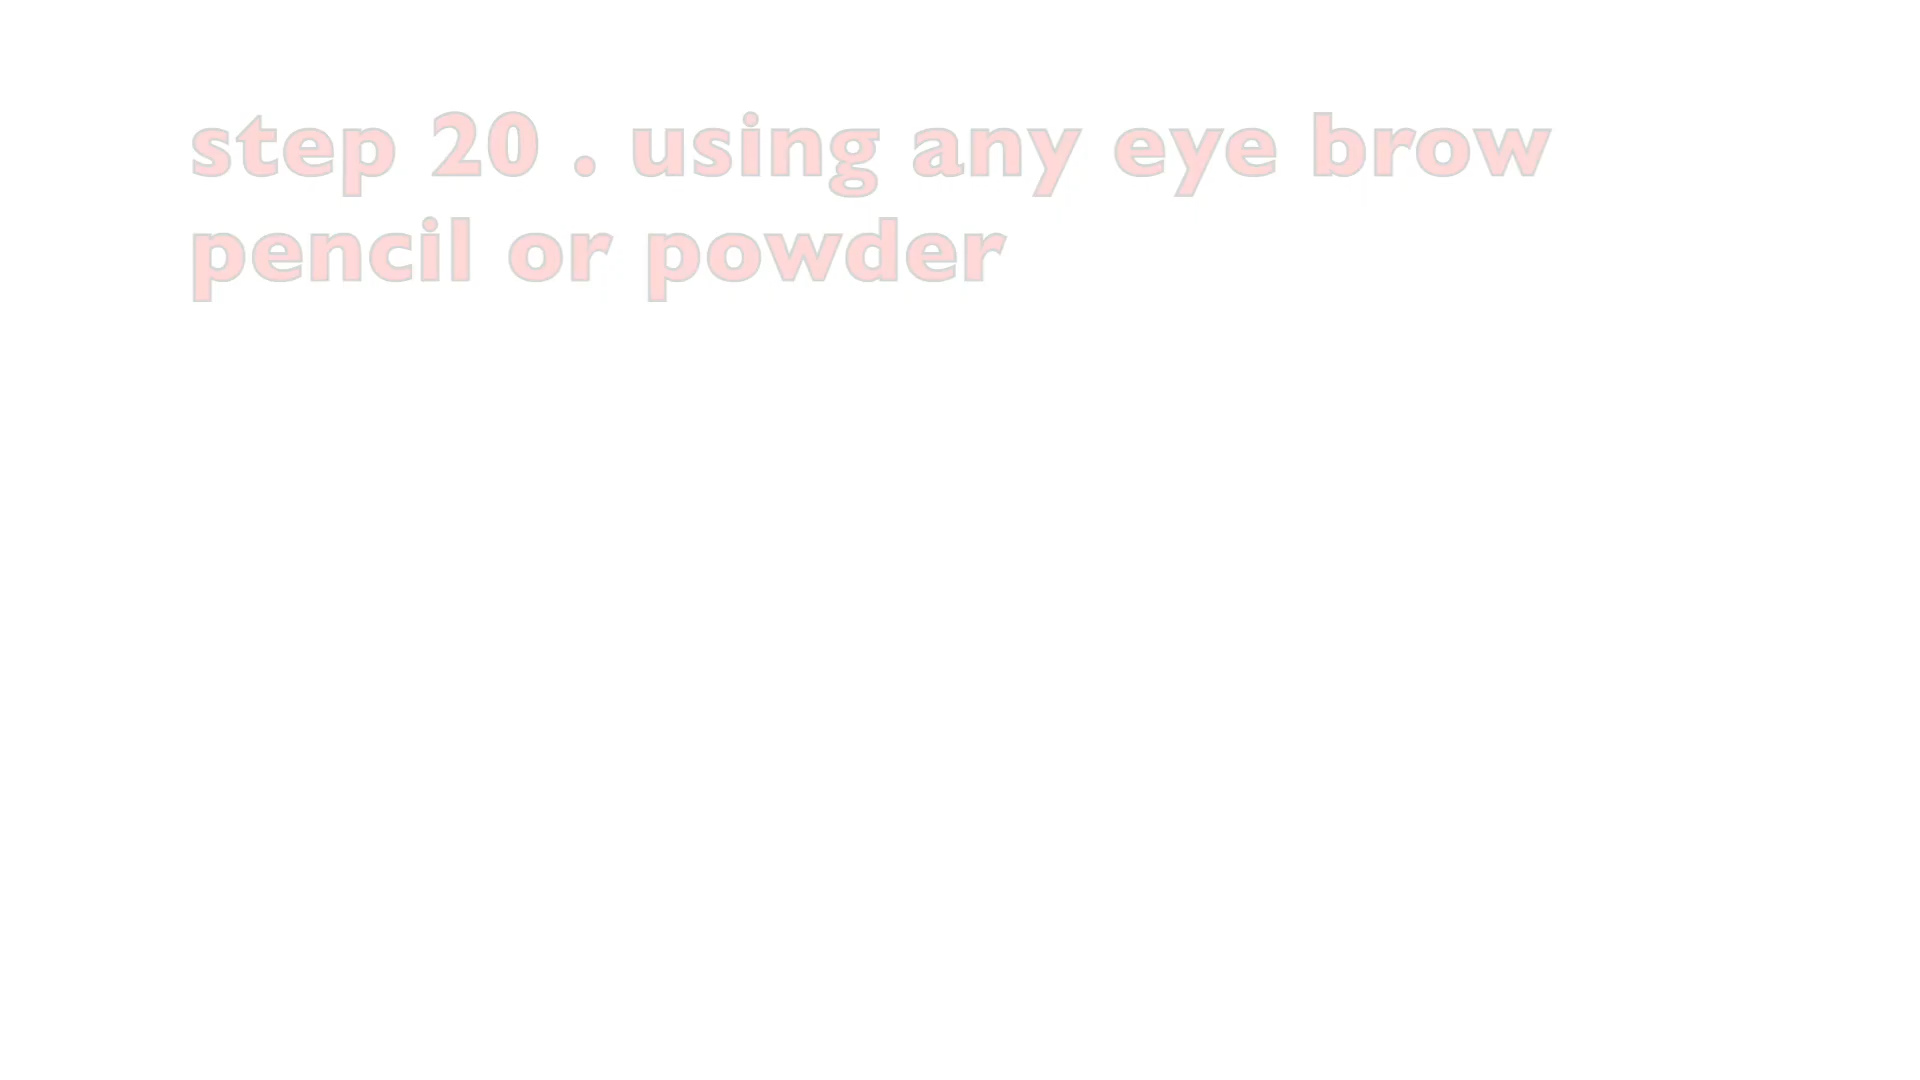 step 20 . using any eye brow
pencil or powder